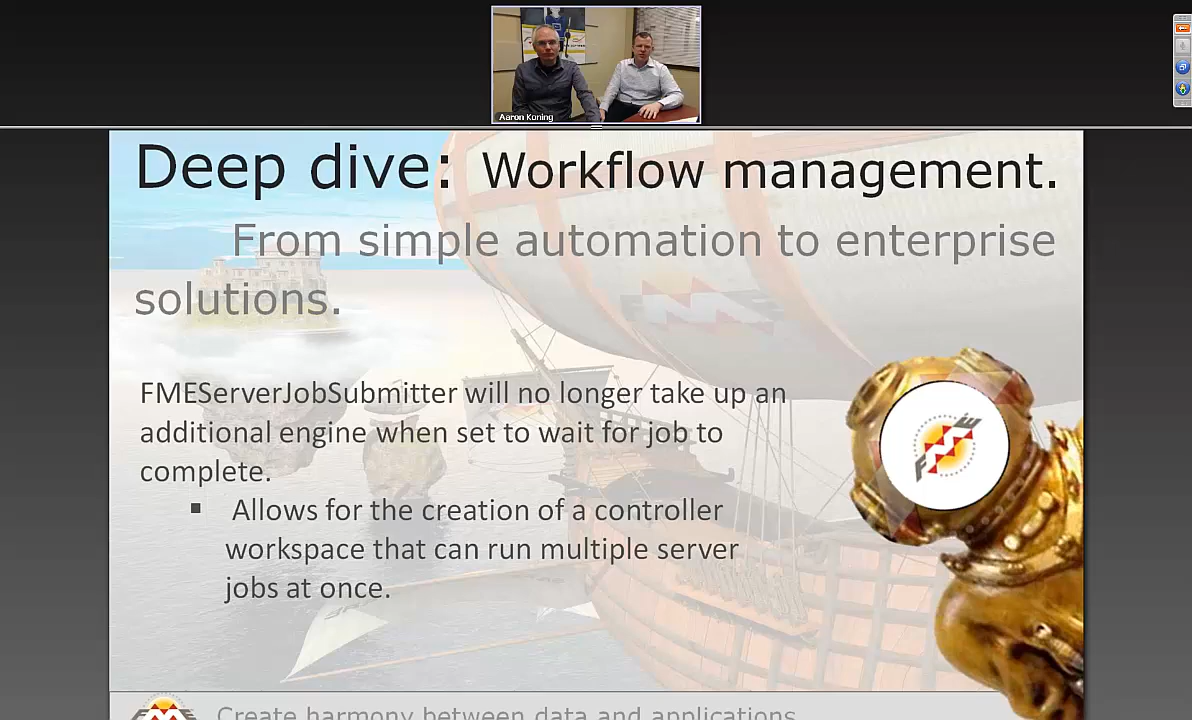 Aaron Koning
Deep dive: Workflow management.
From simple automation to enterprise
solutions.
FMEServerJobSubmitter will no longer take up an
additional engine when set to wait for job to
complete.
▪ Allows for the creation of a controller
workspace that can run multiple server
jobs at once.
FME
Create harmony between data and applications